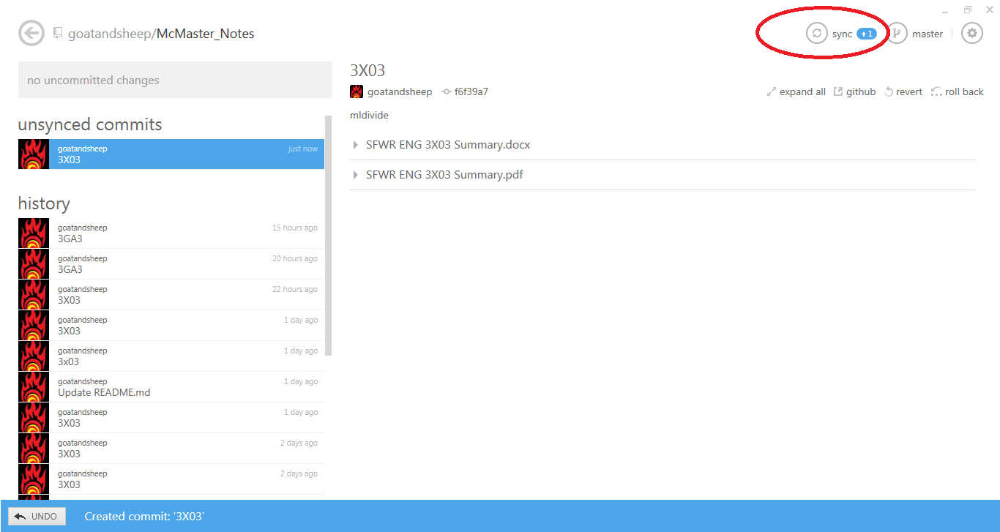 goatandsheep/McMaster_Notes
sync 1
master
no uncommitted changes
unsynced commits
goatandsheep just now
3X03
history
goatandsheep 15 hours ago
3GA3
goatandsheep 20 hours ago
3GA3
goatandsheep 22 hours ago
3X03
goatandsheep 1 day ago
3X03
goatandsheep 1 day ago
3x03
goatandsheep 1 day ago
Update README.md
goatandsheep 1 day ago
3X03
goatandsheep 2 days ago
3X03
goatandsheep 2 days ago
3X03
3X03
goatandsheep f6f39a7
expand all github revert roll back
mldivide
SFWR ENG 3X03 Summary.docx
SFWR ENG 3X03 Summary.pdf
UNDO
Created commit: '3X03'